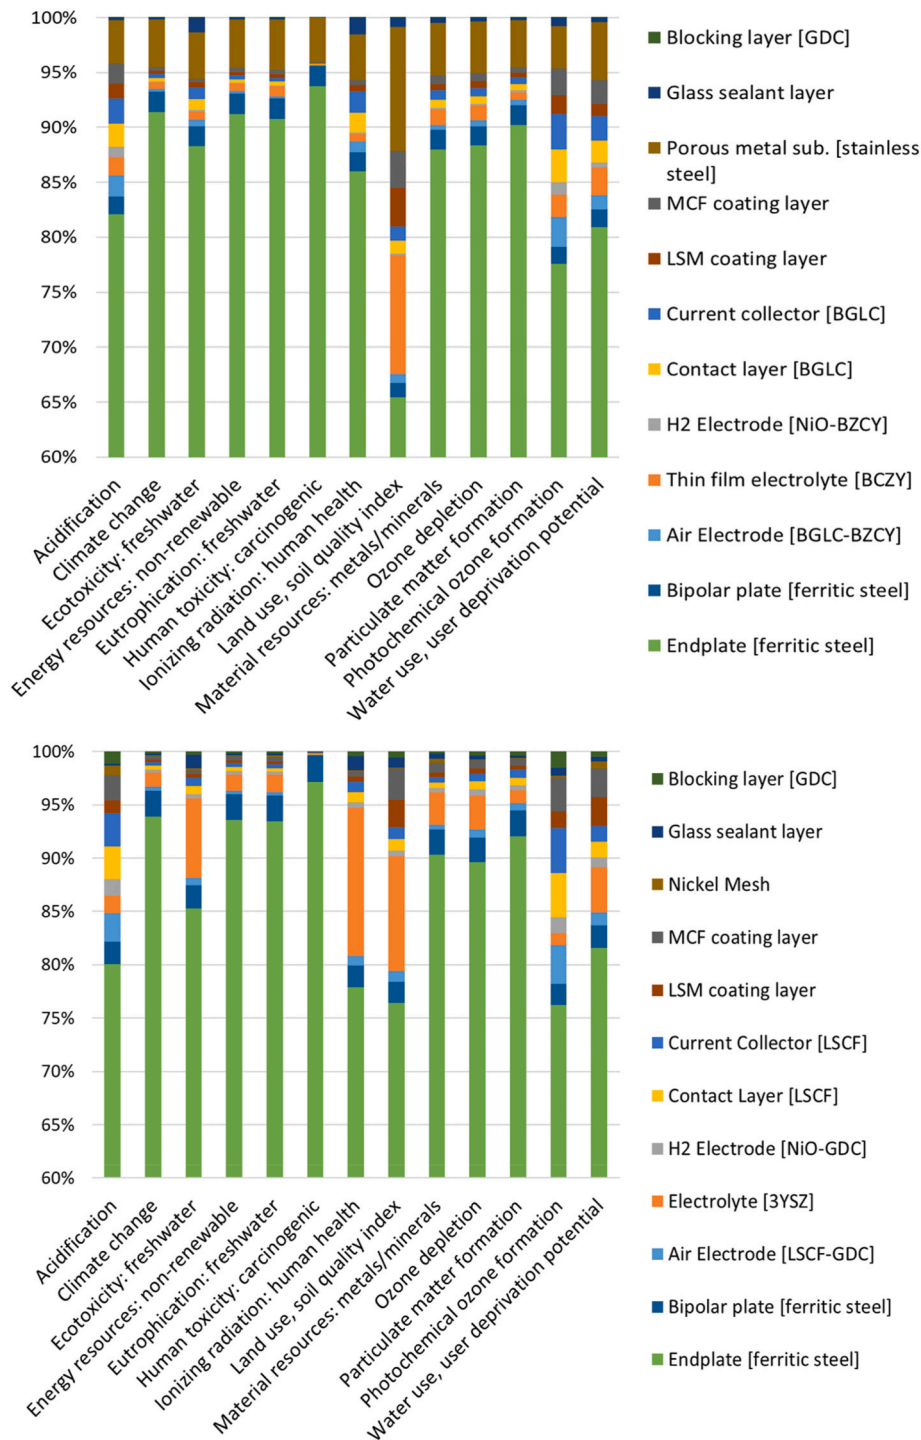 100%
95%
90%
85%
80%
75%
70%
65%
60%
Acidification
Climate change
Ecotoxicity: freshwater
Energy resources: non-renewable
Eutrophication: freshwater
Human toxicity: carcinogenic
Ionizing radiation: human health
Land use, soil quality index
Material resources: metals/minerals
Ozone depletion
Particulate matter formation
Photochemical ozone formation
Water use, user deprivation potential
Blocking layer [GDC]
Glass sealant layer
Porous metal sub. [stainless
steel]
MCF coating layer
LSM coating layer
Current collector [BGLC]
Contact layer [BGLC]
H2 Electrode [NiO-BZCY]
Thin film electrolyte [BCZY]
Air Electrode [BGLC-BZCY]
Bipolar plate [ferritic steel]
Endplate [ferritic steel]
100%
95%
90%
85%
80%
75%
70%
65%
60%
Acidification
Climate change
Ecotoxicity: freshwater
Energy resources: non-renewable
Eutrophication: freshwater
Human toxicity: carcinogenic
Ionizing radiation: human health
Land use, soil quality index
Material resources: metals/minerals
Ozone depletion
Particulate matter formation
Photochemical ozone formation
Water use, user deprivation potential
Blocking layer [GDC]
Glass sealant layer
Nickel Mesh
MCF coating layer
LSM coating layer
Current Collector [LSCF]
Contact Layer [LSCF]
H2 Electrode [NiO-GDC]
Electrolyte [3YSZ]
Air Electrode [LSCF-GDC]
Bipolar plate [ferritic steel]
Endplate [ferritic steel]